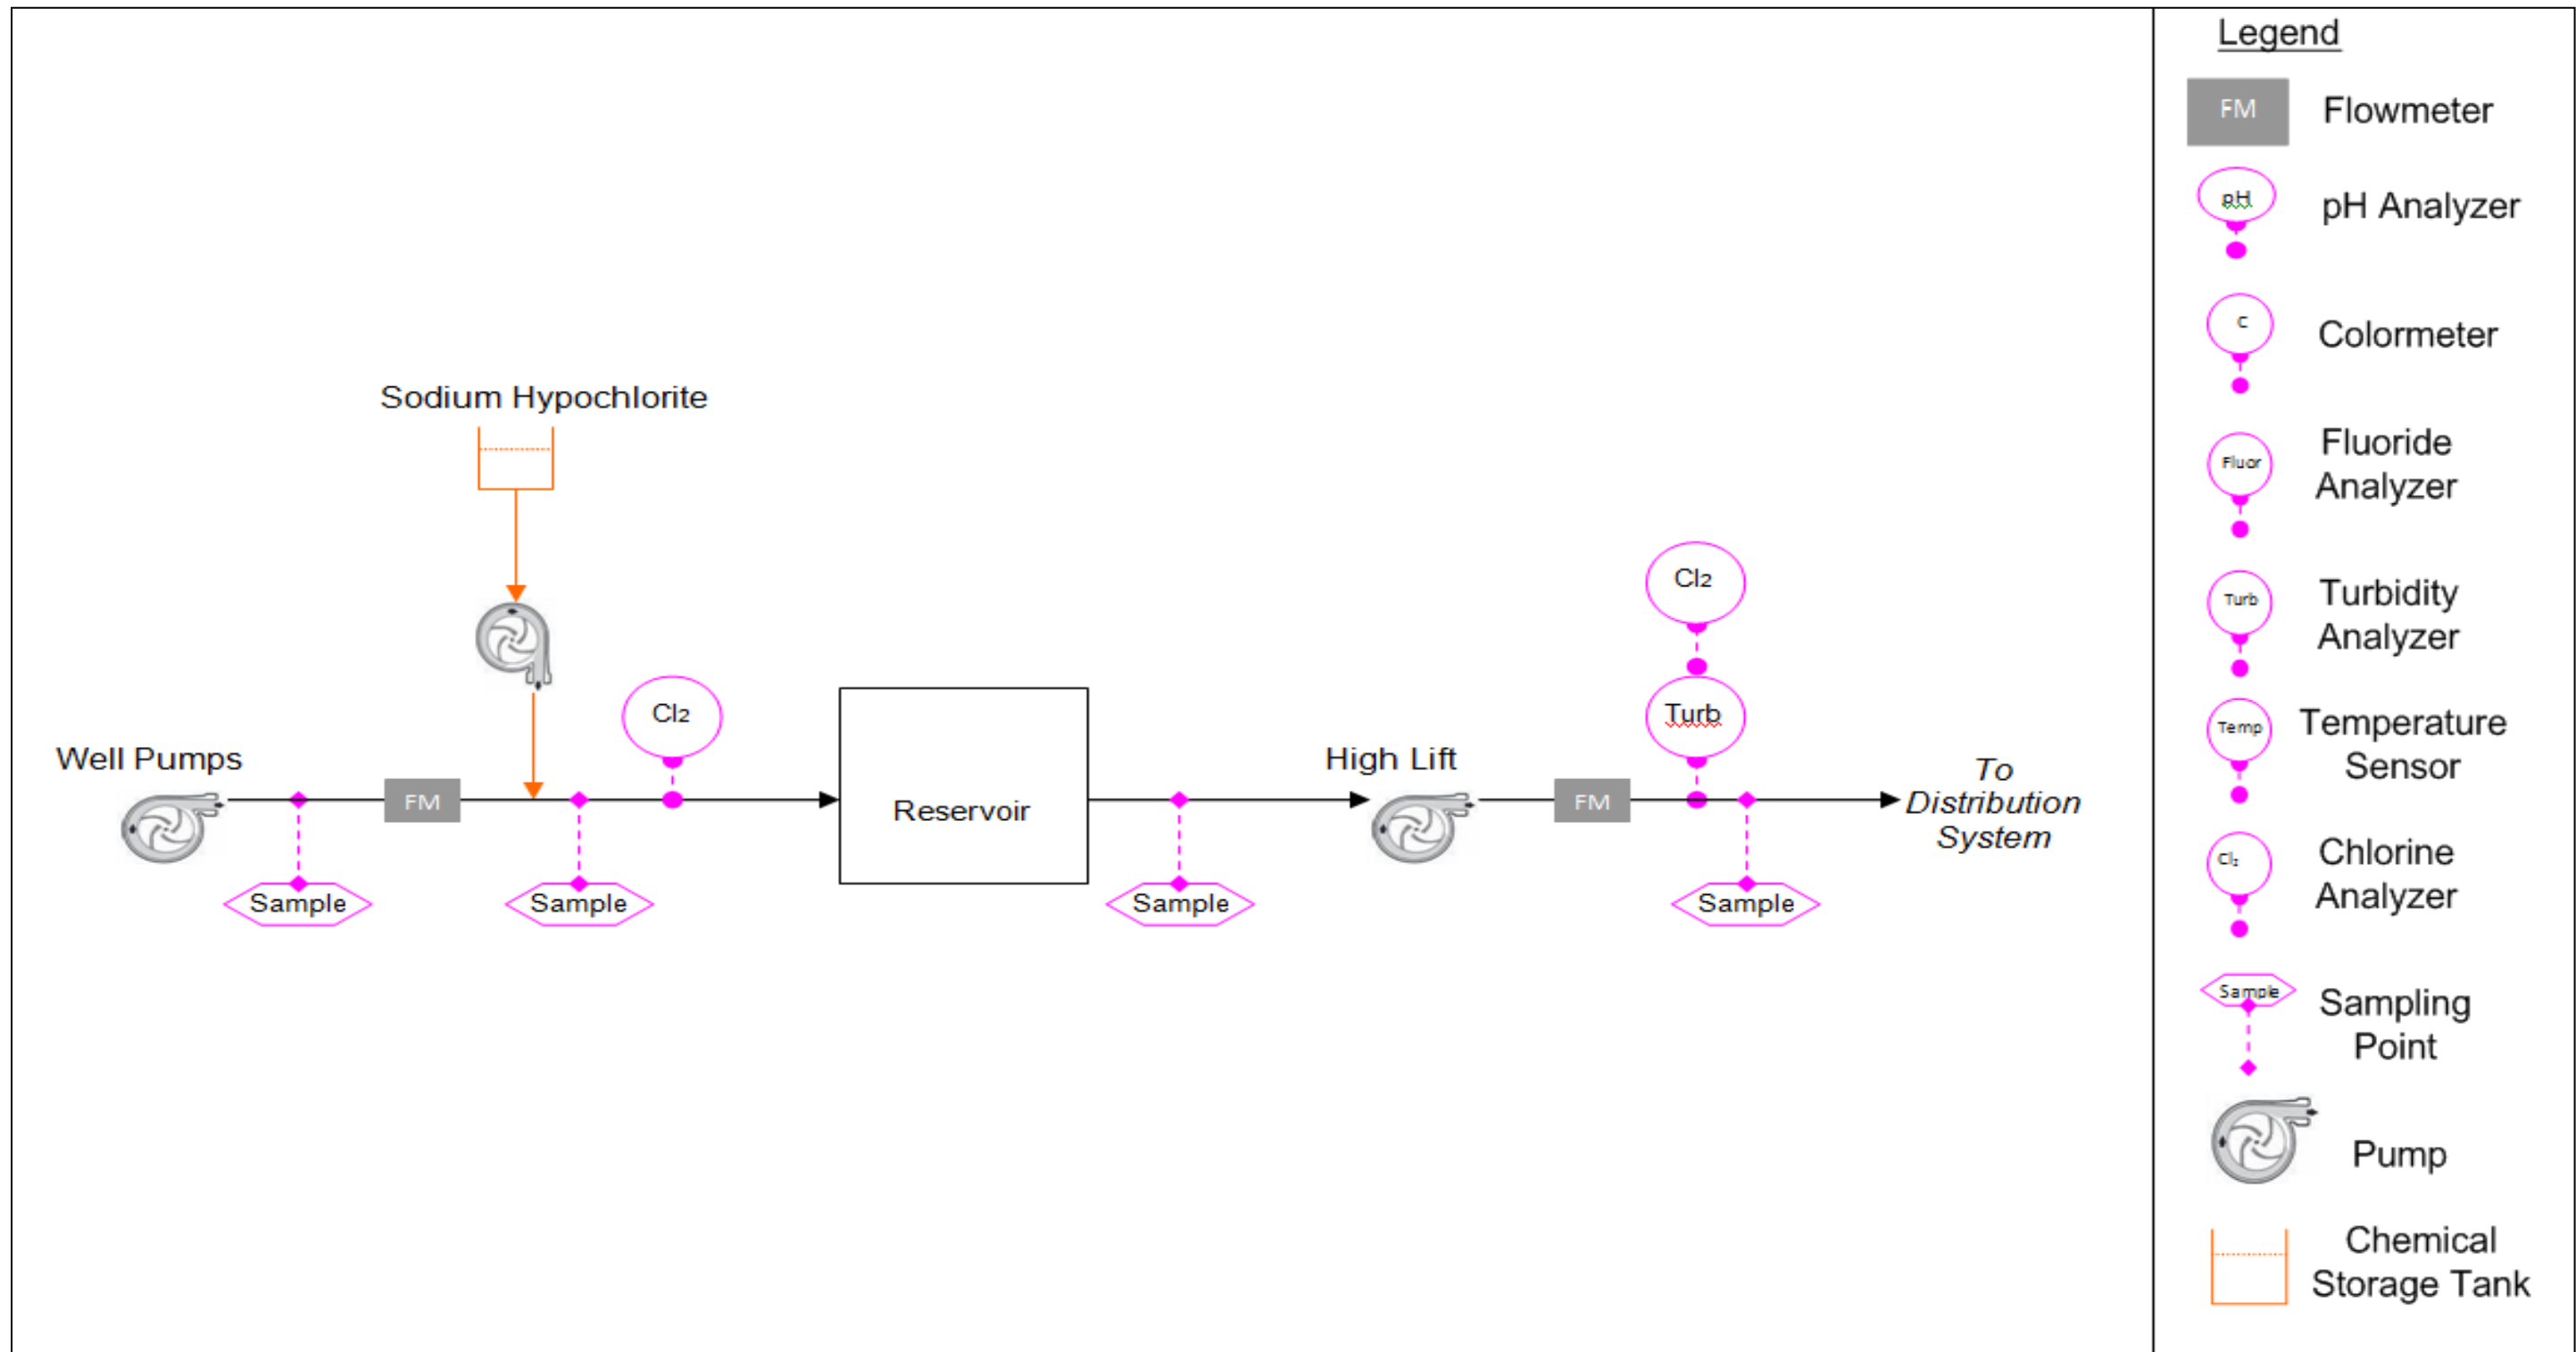 Sodium Hypochlorite
Cl₂
Cl₂
Turb
Well Pumps
FM
Reservoir
High Lift
FM
To
Distribution
System
Sample
Sample
Sample
Sample
Legend
FM
Flowmeter
pH
pH Analyzer
C
Colormeter
Fluor
Fluoride
Analyzer
Turb
Turbidity
Analyzer
Temp
Temperature
Sensor
Cl₂
Chlorine
Analyzer
Sample
Sampling
Point
Pump
Chemical
Storage Tank